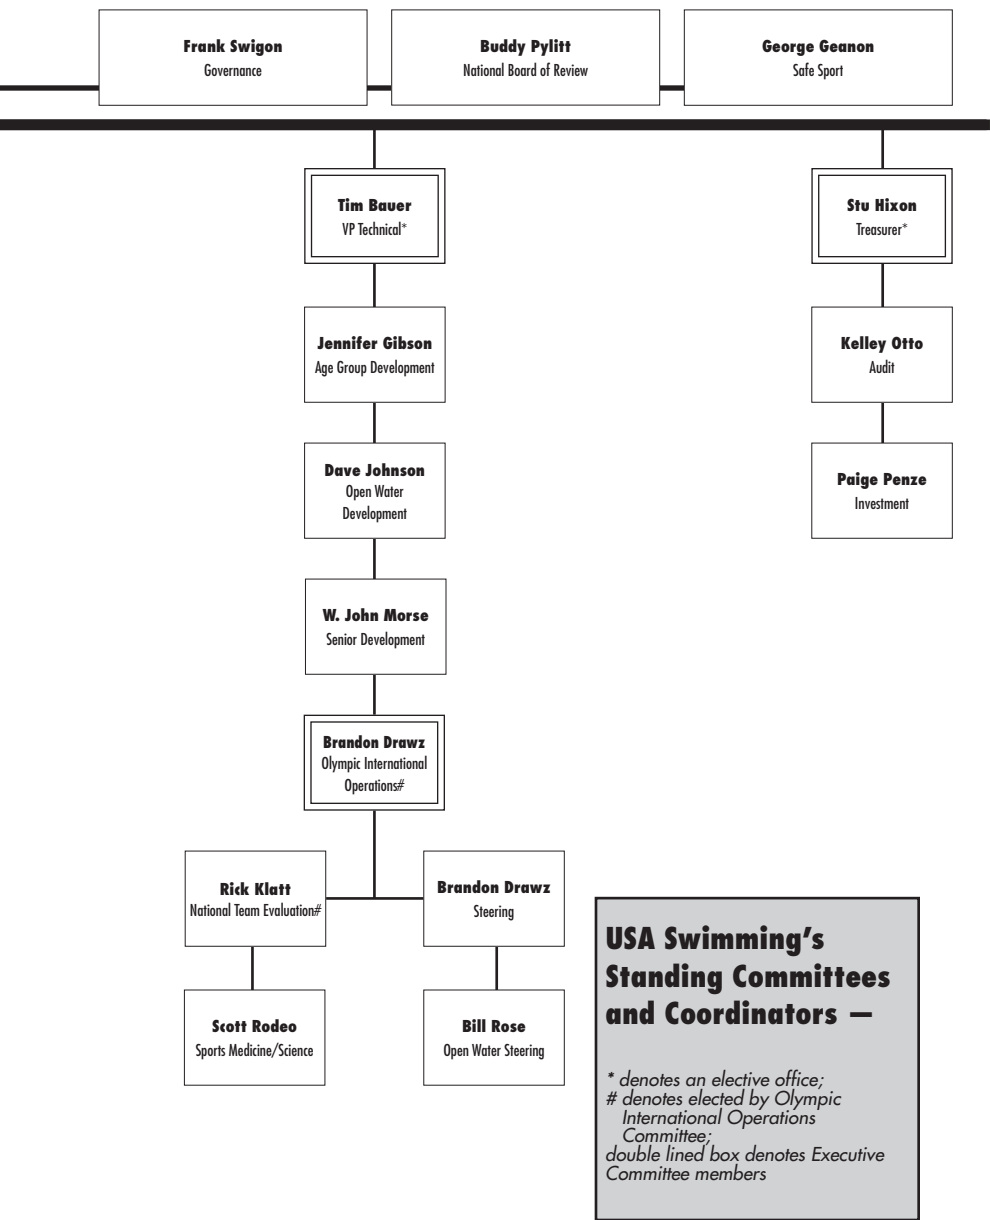 Frank Swigon
Governance
Buddy Pylitt
National Board of Review
George Geanon
Safe Sport
Tim Bauer
VP Technical*
Stu Hixon
Treasurer*
Jennifer Gibson
Age Group Development
Kelley Otto
Audit
Dave Johnson
Open Water
Development
Paige Penze
Investment
W. John Morse
Senior Development
Brandon Drawz
Olympic International
Operations#
Rick Klatt
National Team Evaluation#
Brandon Drawz
Steering
Scott Rodeo
Sports Medicine/Science
Bill Rose
Open Water Steering
USA Swimming's
Standing Committees
and Coordinators —
* denotes an elective office;
# denotes elected by Olympic
International Operations
Committee;
double lined box denotes Executive
Committee members